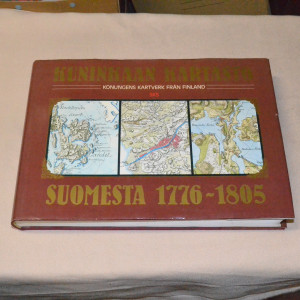 KUNINKAAN KARTASTO
KONUNGENS KARTVERK FRÅN FINLAND
SUOMESTA 1776-1805